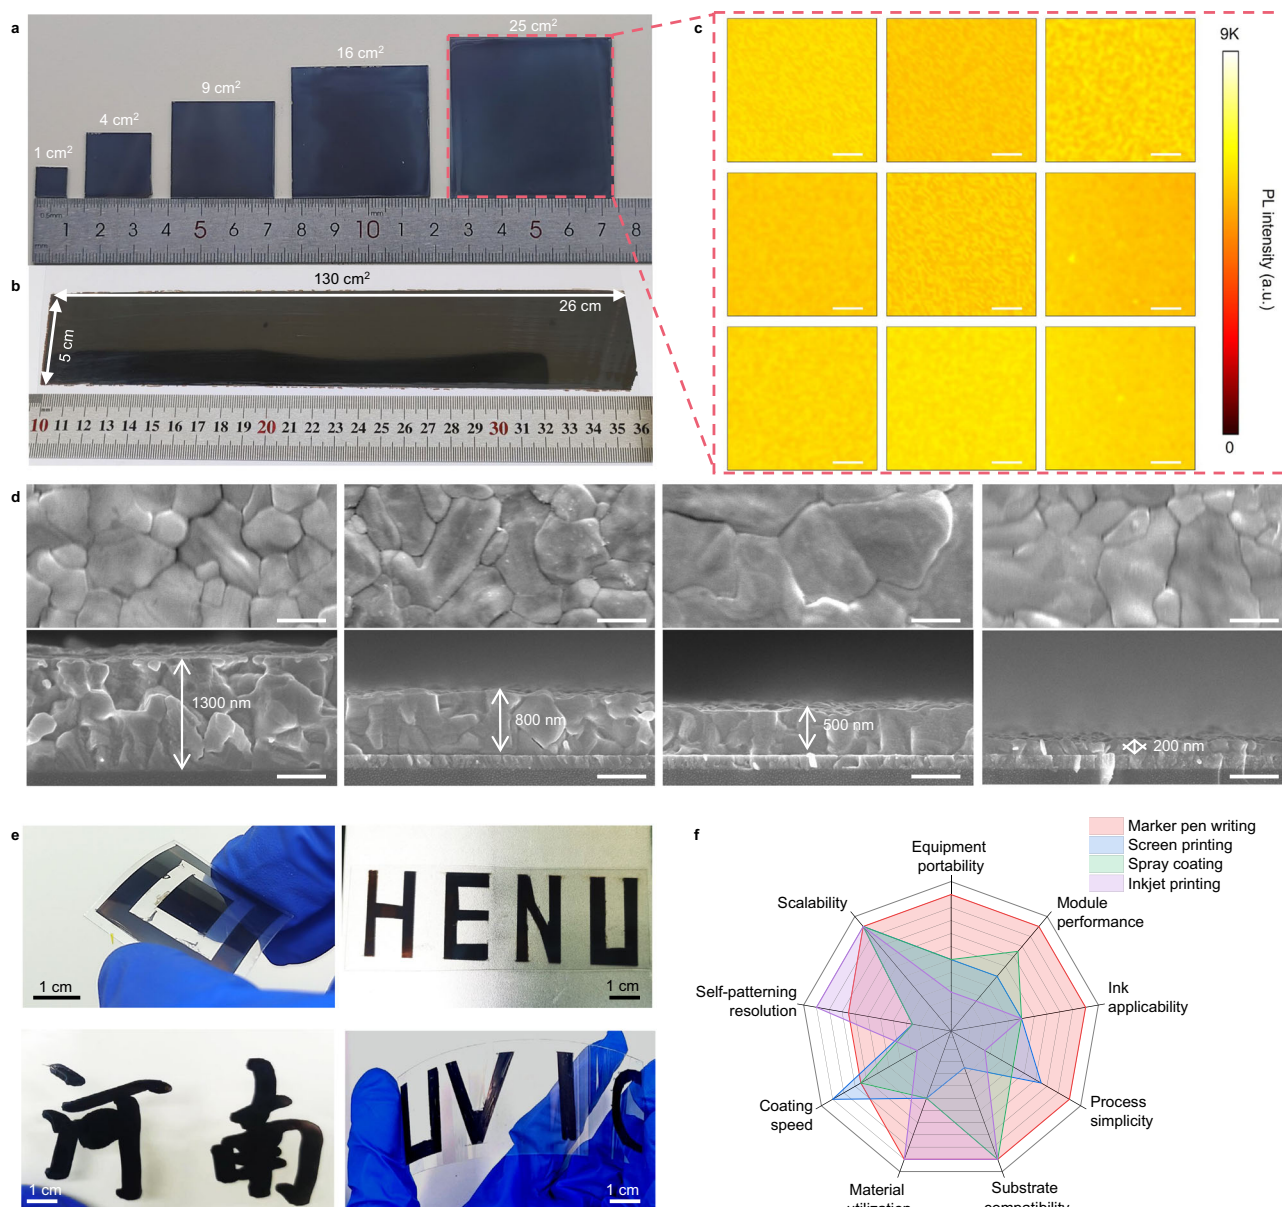 a
1 cm²
4 cm²
9 cm²
16 cm²
25 cm²
0.5mm
mm
1 2 3 4 5 6 7 8 9 10 1 2 3 4 5 6 7 8
b
130 cm²
26 cm
5 cm
10 11 12 13 14 15 16 17 18 19 20 21 22 23 24 25 26 27 28 29 30 31 32 33 34 35 36
c
9K
PL intensity (a.u.)
0
d
1300 nm
800 nm
500 nm
200 nm
e
1 cm
HENU
1 cm
河南
1 cm
UV
1 cm
f
Marker pen writing
Screen printing
Spray coating
Inkjet printing
Equipment
portability
Module
performance
Ink
applicability
Process
simplicity
Substrate
compatibility
Material
utilization
Coating
speed
Self-patterning
resolution
Scalability